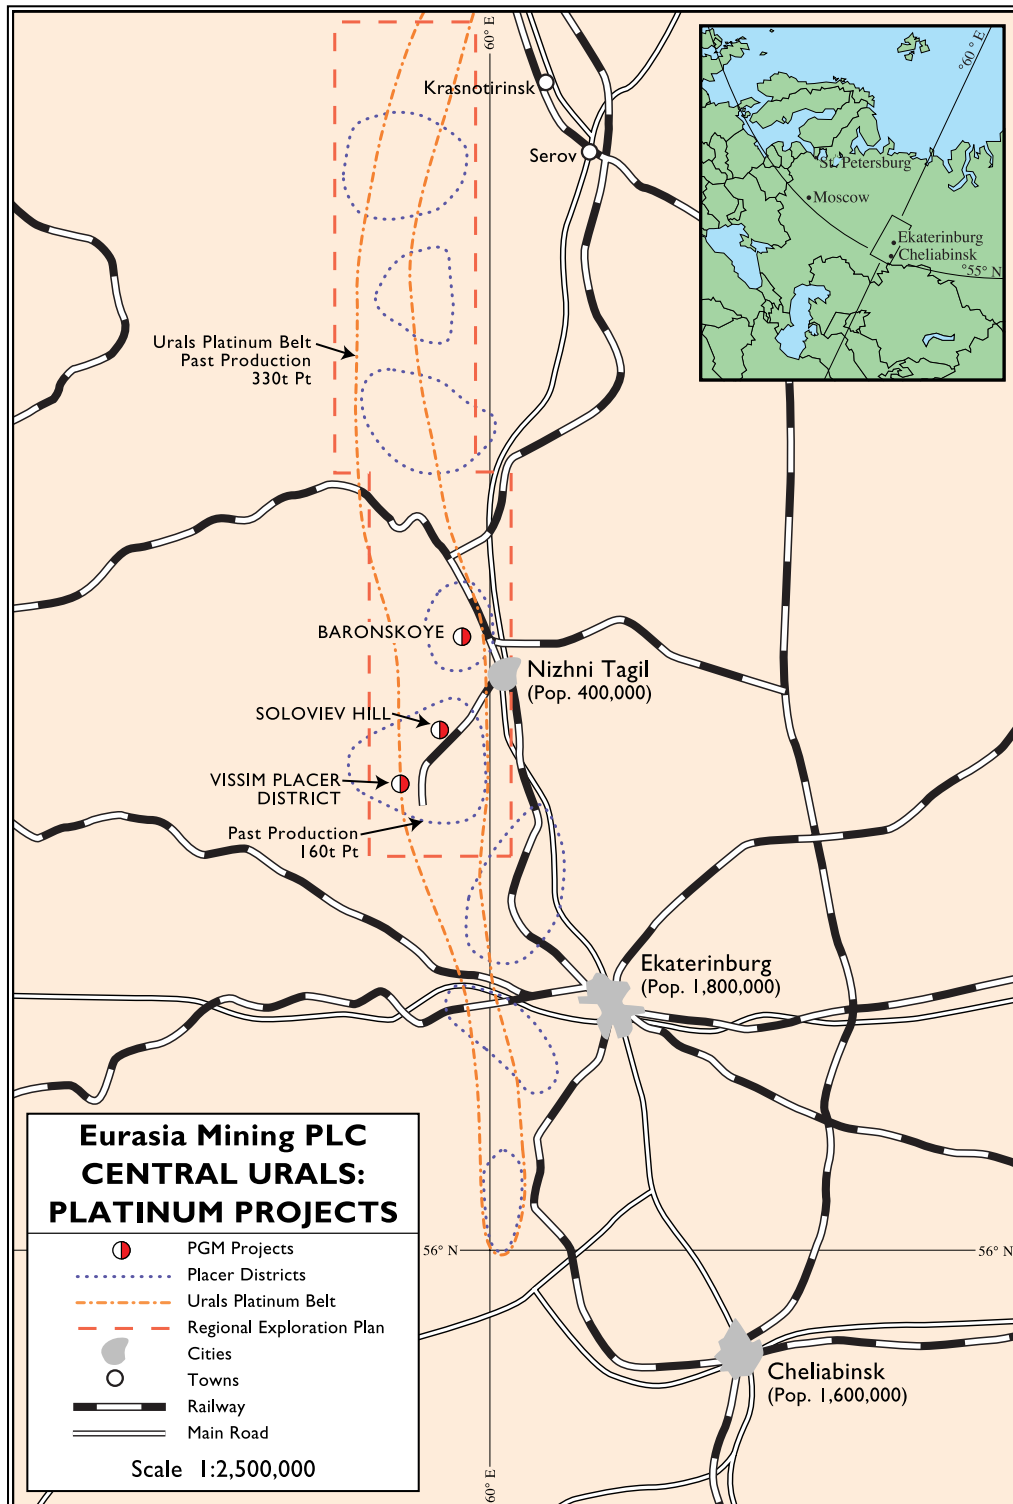 60° E
Krasnotirinsk
Serov
°60 ° E
St. Petersburg
Moscow
Ekaterinburg
Cheliabinsk
°55° N
Urals Platinum Belt
Past Production
330t Pt
BARONSKOYE
Nizhni Tagil
(Pop. 400,000)
SOLOVIEV HILL
VISSIM PLACER
DISTRICT
Past Production
160t Pt
Ekaterinburg
(Pop. 1,800,000)
Eurasia Mining PLC
CENTRAL URALS:
PLATINUM PROJECTS
PGM Projects
Placer Districts
Urals Platinum Belt
Regional Exploration Plan
Cities
Towns
Railway
Main Road
Scale 1:2,500,000
56° N
56° N
Cheliabinsk
(Pop. 1,600,000)
60° E